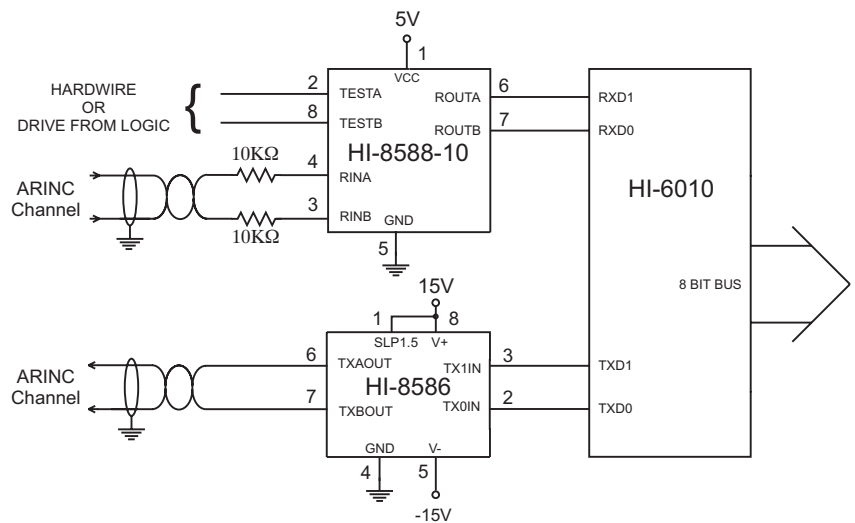 5V
1
VCC
HARDWIRE
OR
DRIVE FROM LOGIC
{
2
TESTA
8
TESTB
ROUTA
6
RXD1
ROUTB
7
RXD0
HI-8588-10
10KΩ
4
RINA
ARINC
Channel
10KΩ
3
RINB
GND
5
HI-6010
8 BIT BUS
15V
1
8
SLP1.5
V+
6
TXAOUT
TX1IN
3
TXD1
ARINC
Channel
HI-8586
7
TXBOUT
TX0IN
2
TXD0
GND
V-
4
5
-15V